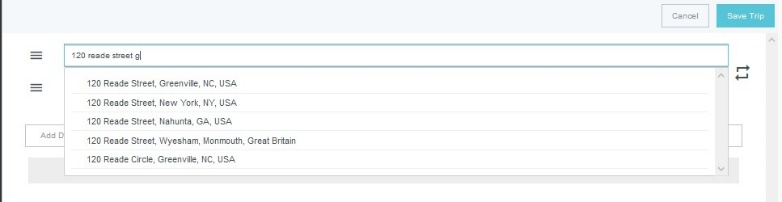 Cancel Save Trip
120 reade street g
120 Reade Street, Greenville, NC, USA
120 Reade Street, New York, NY, USA
120 Reade Street, Nahunta, GA, USA
120 Reade Street, Wyesham, Monmouth, Great Britain
Add D
120 Reade Circle, Greenville, NC, USA